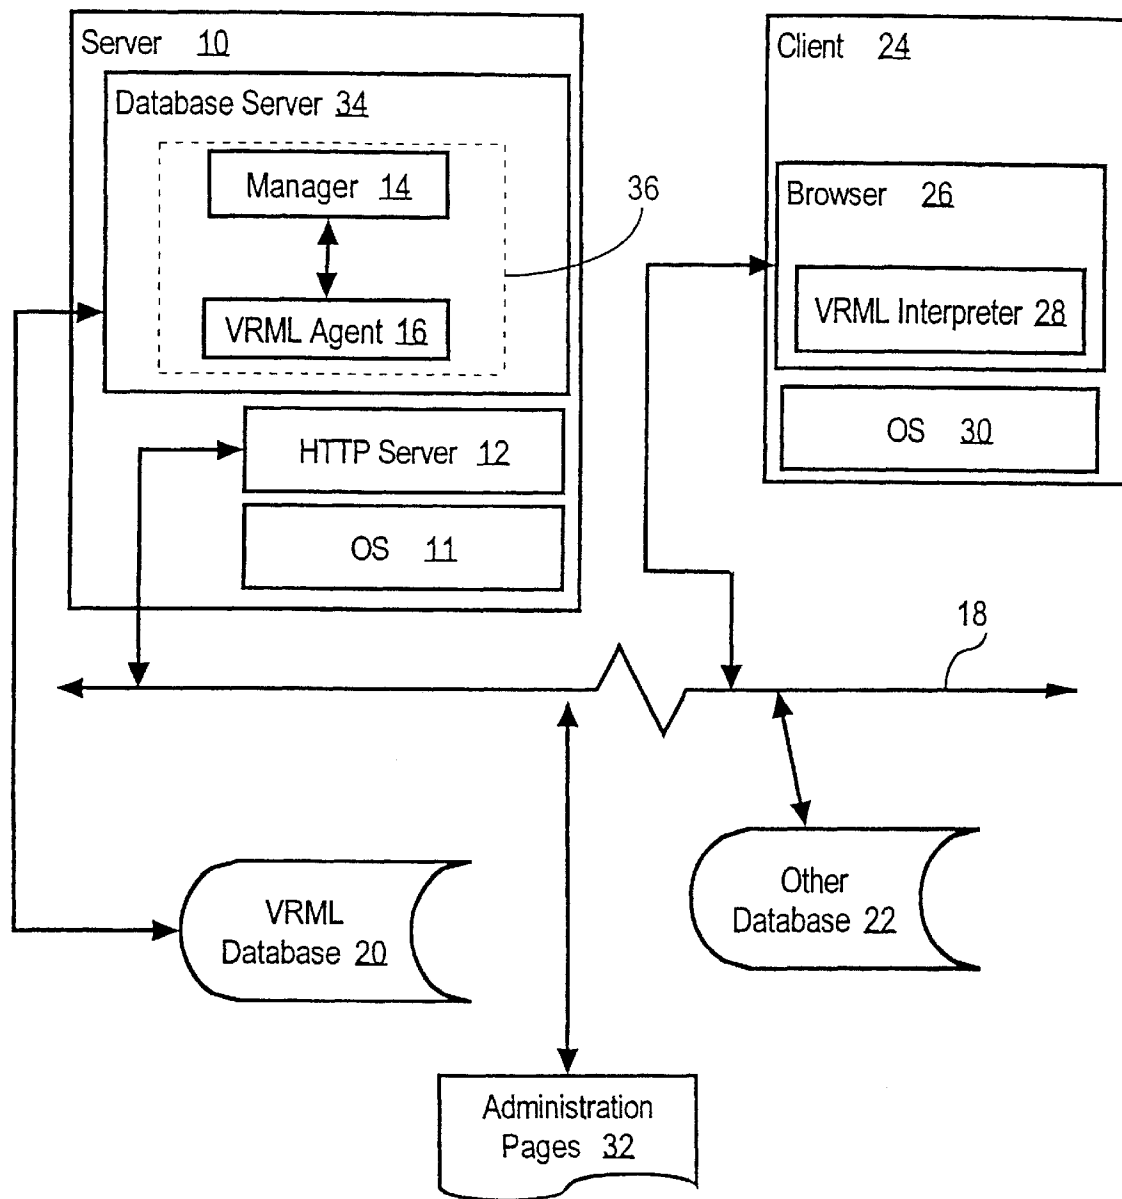 Server 10
Database Server 34
Manager 14
VRML Agent 16
36
HTTP Server 12
OS 11
Client 24
Browser 26
VRML Interpreter 28
OS 30
18
VRML
Database 20
Other
Database 22
Administration
Pages 32